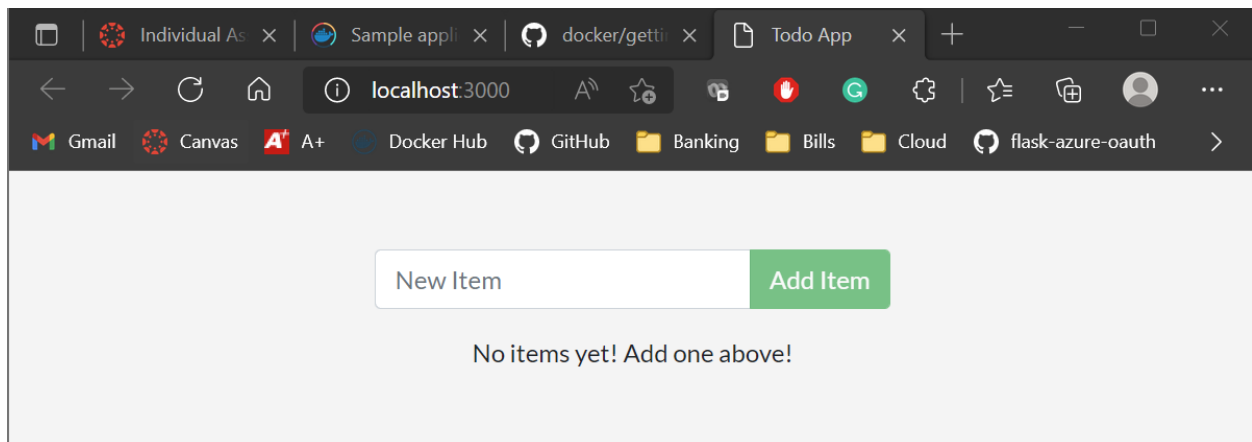 Individual As
Sample appli
docker/gettin
Todo App
localhost:3000
Gmail
Canvas
A+
Docker Hub
GitHub
Banking
Bills
Cloud
flask-azure-oauth
New Item
Add Item
No items yet! Add one above!